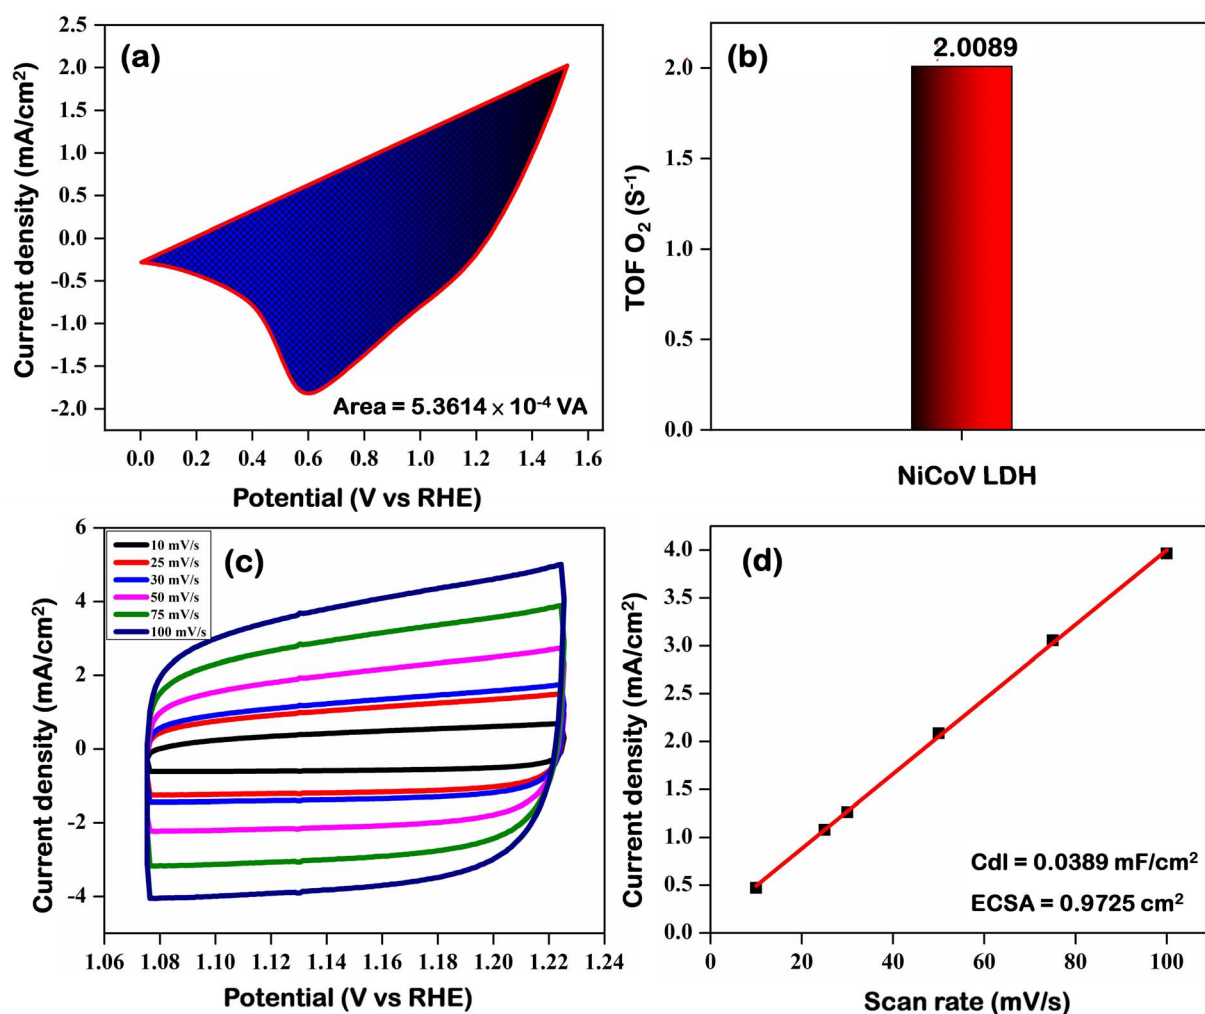 (a)
Current density (mA/cm²)
2.5
2.0
1.5
1.0
0.5
0.0
-0.5
-1.0
-1.5
-2.0
Area = 5.3614 × 10⁻⁴ VA
0.0 0.2 0.4 0.6 0.8 1.0 1.2 1.4 1.6
Potential (V vs RHE)
(b)
2.0089
TOF O₂ (S⁻¹)
2.0
1.5
1.0
0.5
0.0
NiCoV LDH
(c)
10 mV/s
25 mV/s
30 mV/s
50 mV/s
75 mV/s
100 mV/s
Current density (mA/cm²)
6
4
2
0
-2
-4
1.06 1.08 1.10 1.12 1.14 1.16 1.18 1.20 1.22 1.24
Potential (V vs RHE)
(d)
Current density (mA/cm²)
4.0
3.5
3.0
2.5
2.0
1.5
1.0
0.5
0.0
Cdl = 0.0389 mF/cm²
ECSA = 0.9725 cm²
0 20 40 60 80 100
Scan rate (mV/s)